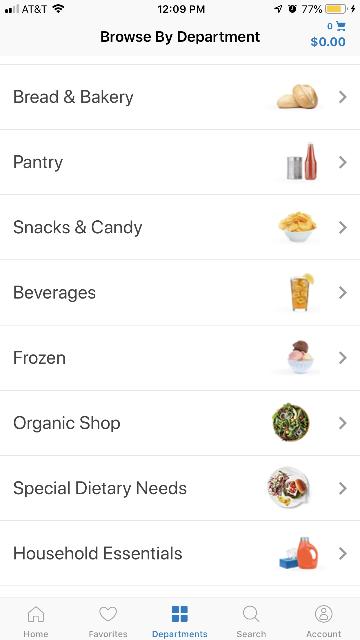 AT&T 12:09 PM 77%
Browse By Department
0
$0.00
Bread & Bakery
Pantry
Snacks & Candy
Beverages
Frozen
Organic Shop
Special Dietary Needs
Household Essentials
Home Favorites Departments Search Account